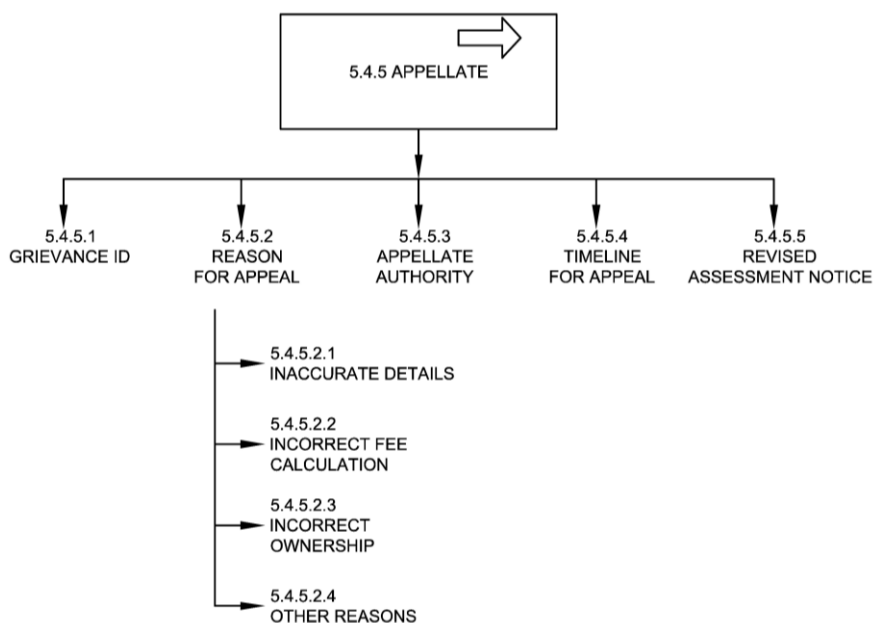 5.4.5 APPELLATE
5.4.5.1
GRIEVANCE ID
5.4.5.2
REASON
FOR APPEAL
5.4.5.3
APPELLATE
AUTHORITY
5.4.5.4
TIMELINE
FOR APPEAL
5.4.5.5
REVISED
ASSESSMENT NOTICE
5.4.5.2.1
INACCURATE DETAILS
5.4.5.2.2
INCORRECT FEE
CALCULATION
5.4.5.2.3
INCORRECT
OWNERSHIP
5.4.5.2.4
OTHER REASONS